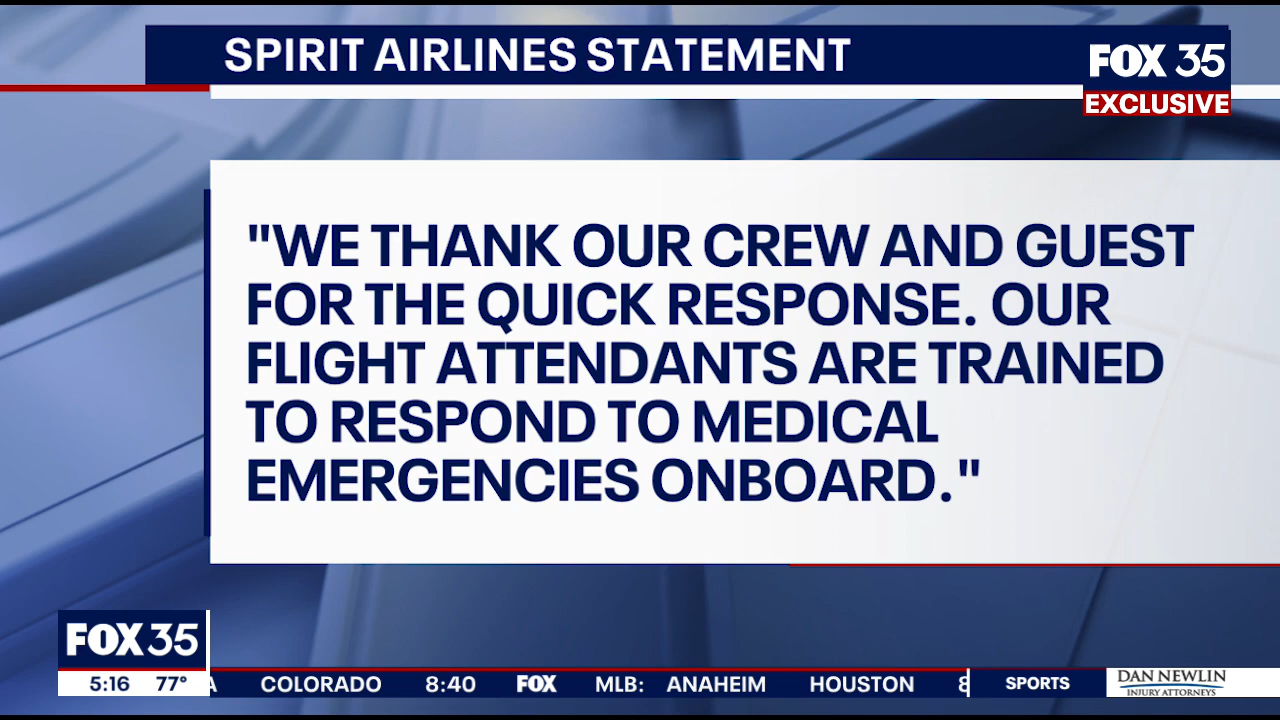 SPIRIT AIRLINES STATEMENT
FOX 35
EXCLUSIVE
"WE THANK OUR CREW AND GUEST
FOR THE QUICK RESPONSE. OUR
FLIGHT ATTENDANTS ARE TRAINED
TO RESPOND TO MEDICAL
EMERGENCIES ONBOARD."
FOX 35
5:16 77° A COLORADO 8:40 FOX MLB: ANAHEIM HOUSTON SPORTS
DAN NEWLIN
INJURY ATTORNEYS